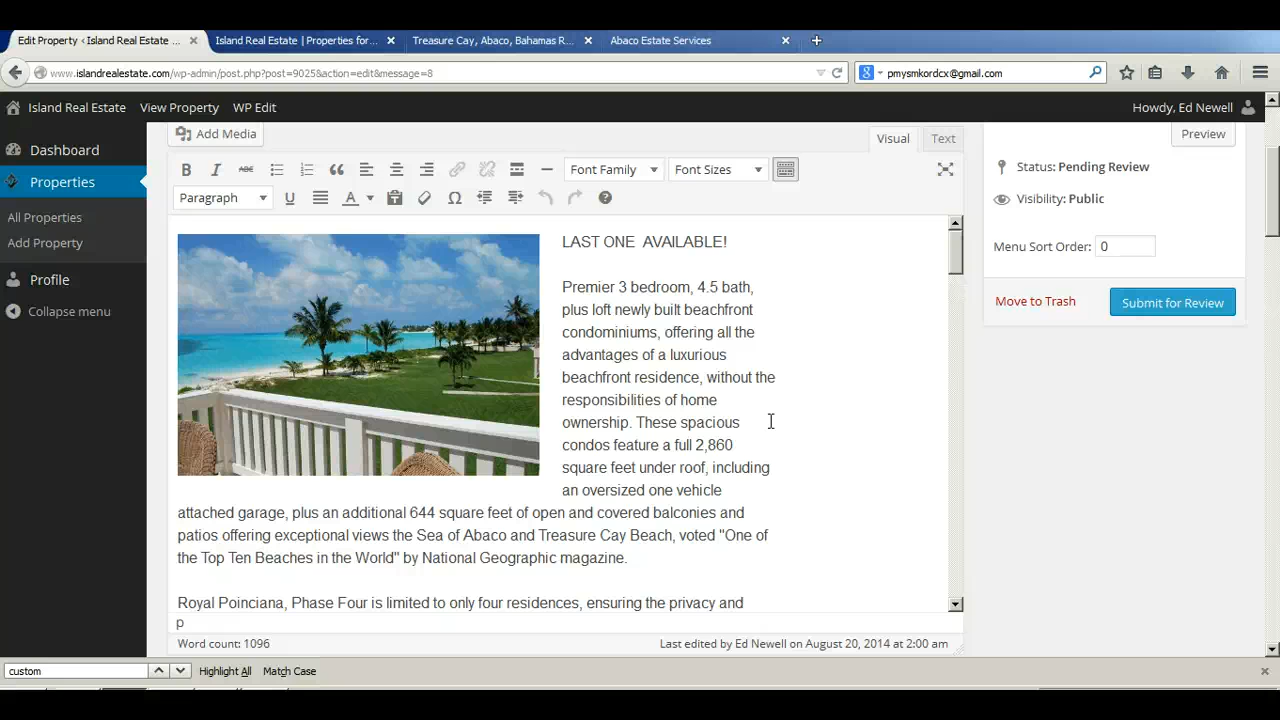 Edit Property ‹ Island Real Estate ...
Island Real Estate | Properties for...
Treasure Cay, Abaco, Bahamas R...
Abaco Estate Services
www.islandrealestate.com/wp-admin/post.php?post=9025&action=edit&message=8
pmysmkordcx@gmail.com
Island Real Estate View Property WP Edit Howdy, Ed Newell
Dashboard
Properties
All Properties
Add Property
Profile
Collapse menu
Add Media
Visual Text
B I ABC Font Family Font Sizes
Paragraph U A Ω
LAST ONE AVAILABLE!
Premier 3 bedroom, 4.5 bath,
plus loft newly built beachfront
condominiums, offering all the
advantages of a luxurious
beachfront residence, without the
responsibilities of home
ownership. These spacious
condos feature a full 2,860
square feet under roof, including
an oversized one vehicle
attached garage, plus an additional 644 square feet of open and covered balconies and
patios offering exceptional views the Sea of Abaco and Treasure Cay Beach, voted "One of
the Top Ten Beaches in the World" by National Geographic magazine.
Royal Poinciana, Phase Four is limited to only four residences, ensuring the privacy and
p
Word count: 1096 Last edited by Ed Newell on August 20, 2014 at 2:00 am
Preview
Status: Pending Review
Visibility: Public
Menu Sort Order: 0
Move to Trash Submit for Review
custom Highlight All Match Case